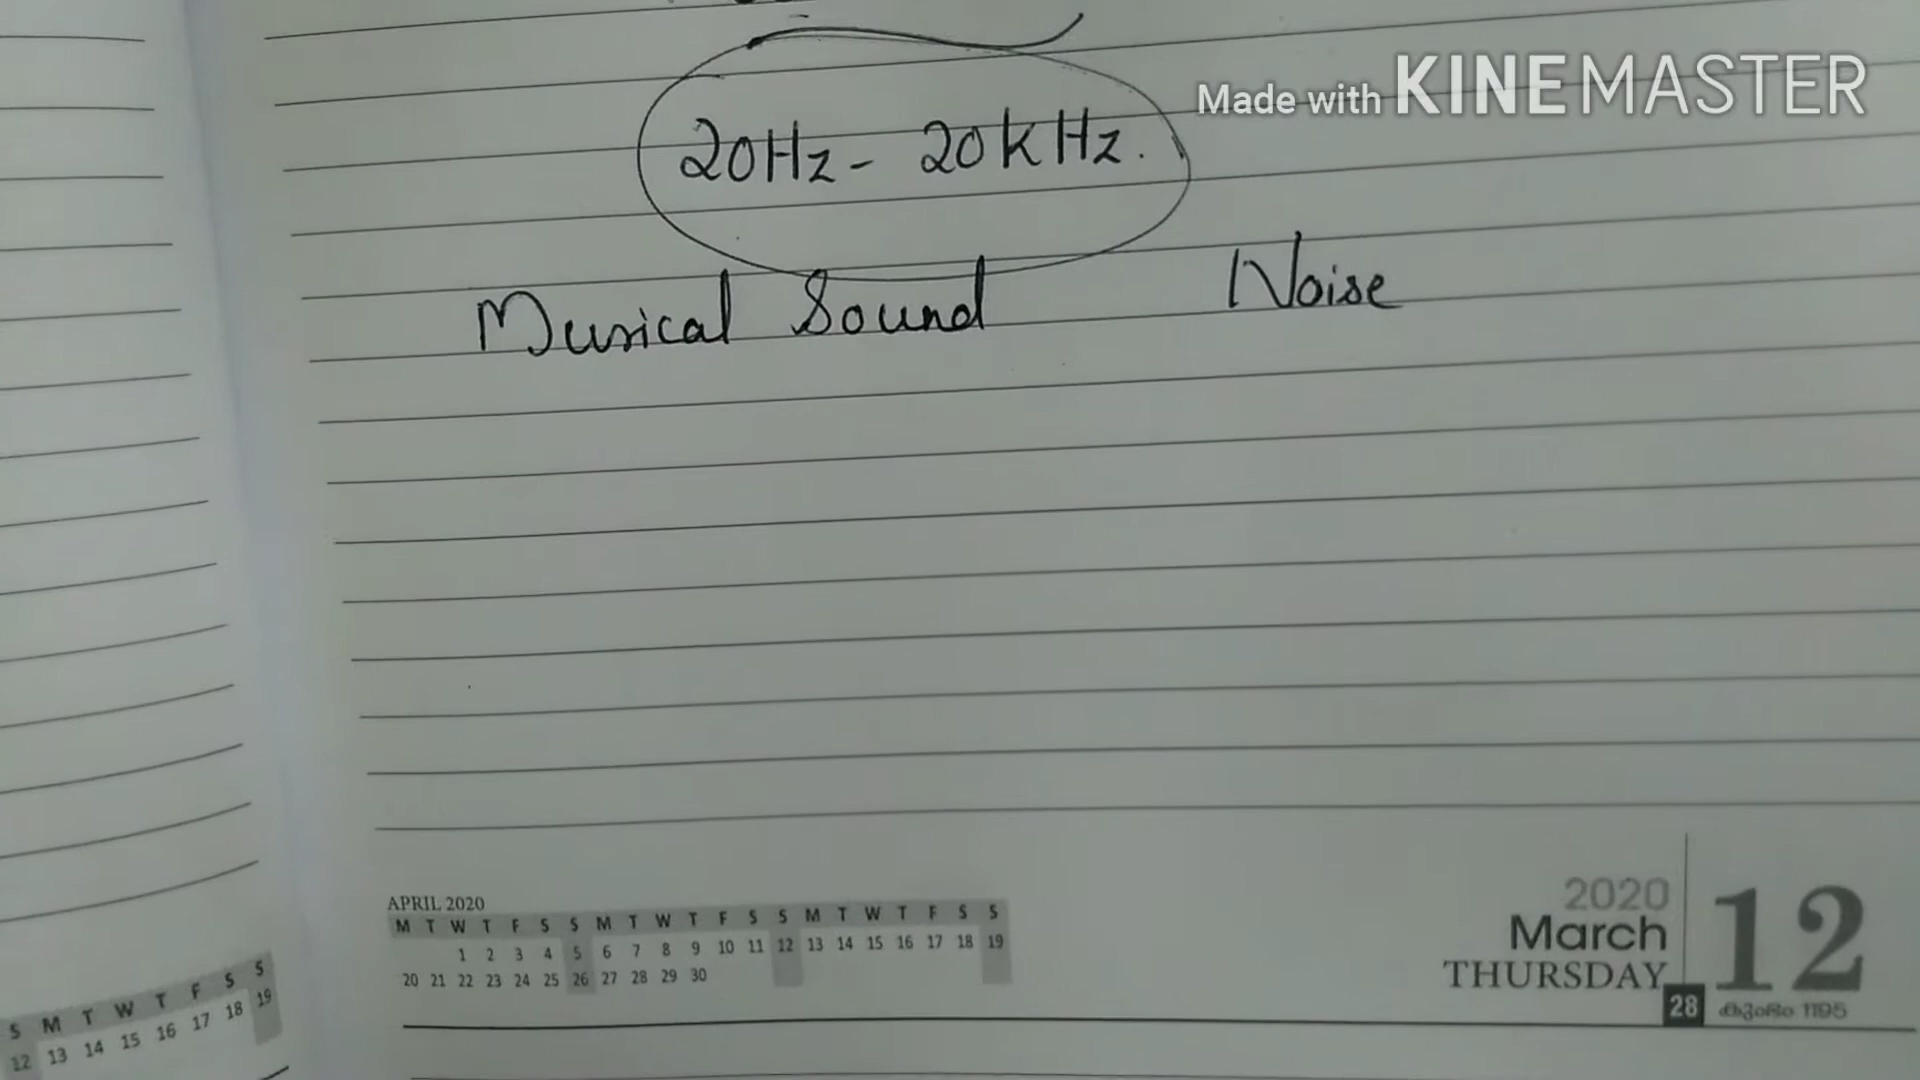 Made with KINEMASTER
20Hz - 20kHz.
Musical Sound Noise
APRIL 2020
M T W T F S S M T W T F S S M T W T F S S
1 2 3 4 5 6 7 8 9 10 11 12 13 14 15 16 17 18 19
20 21 22 23 24 25 26 27 28 29 30
2020
March
THURSDAY
12
28 കുംഭം 1195
S M T W T F S S
12 13 14 15 16 17 18 19